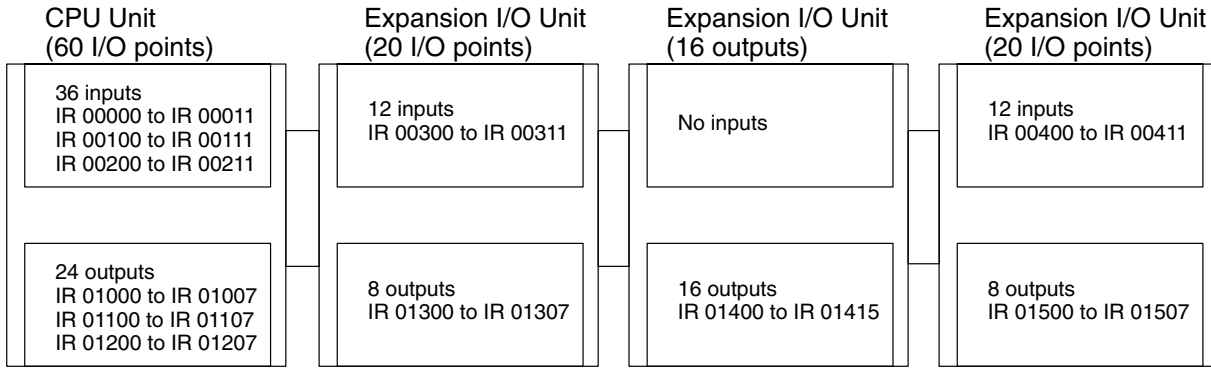 CPU Unit
(60 I/O points)
36 inputs
IR 00000 to IR 00011
IR 00100 to IR 00111
IR 00200 to IR 00211
24 outputs
IR 01000 to IR 01007
IR 01100 to IR 01107
IR 01200 to IR 01207
Expansion I/O Unit
(20 I/O points)
12 inputs
IR 00300 to IR 00311
8 outputs
IR 01300 to IR 01307
Expansion I/O Unit
(16 outputs)
No inputs
16 outputs
IR 01400 to IR 01415
Expansion I/O Unit
(20 I/O points)
12 inputs
IR 00400 to IR 00411
8 outputs
IR 01500 to IR 01507